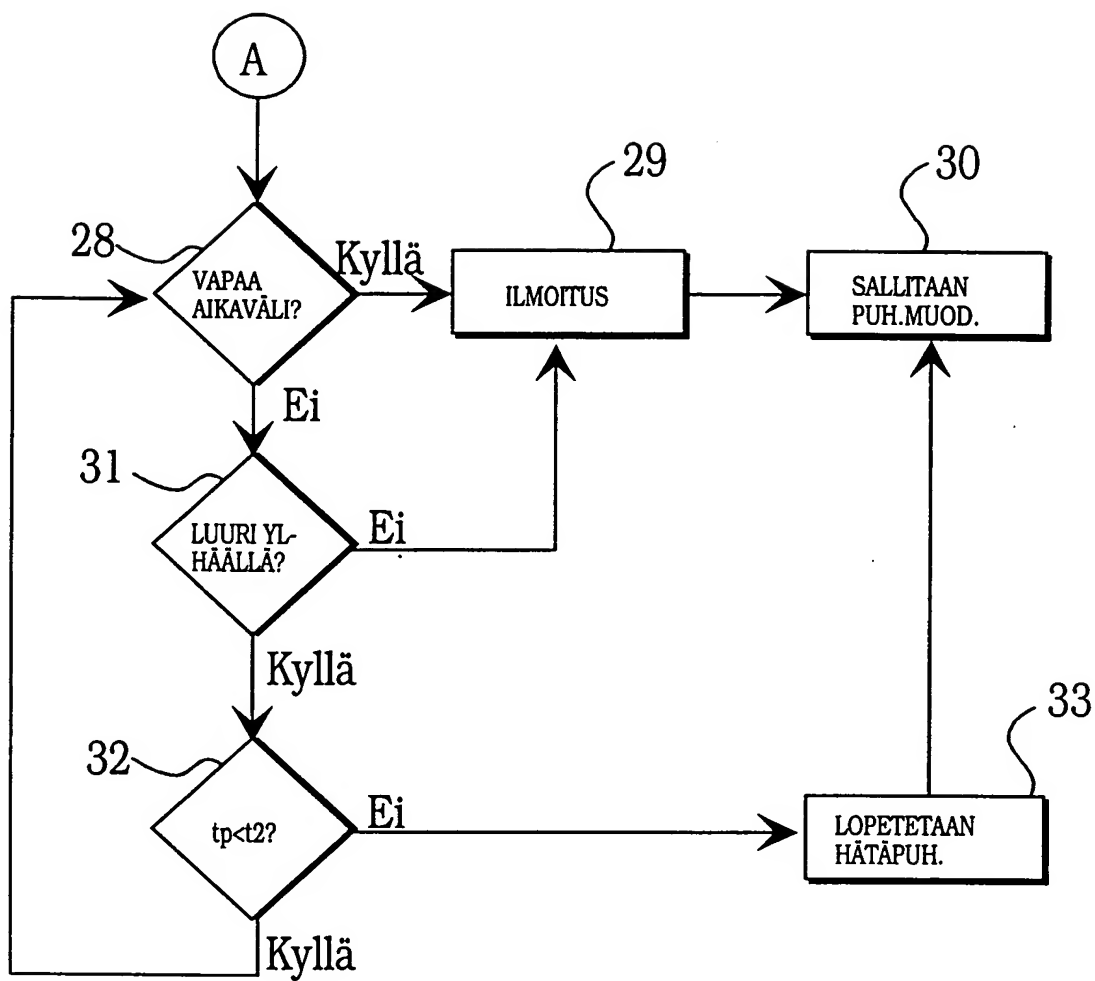 A
29
30
28
VAPAA
AIKAVÄLI?
Kyllä
ILMOITUS
SALLITAAN
PUH.MUOD.
Ei
31
LUURI YL-
HÄÄLLÄ?
Ei
Kyllä
33
32
tp<t2?
Ei
LOPETETAAN
HÄTÄPUH.
Kyllä